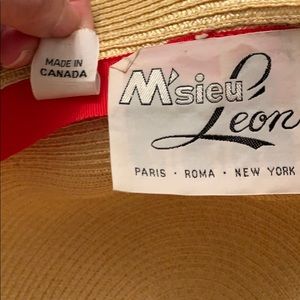 MADE IN
CANADA
M'sieu
Leon
PARIS • ROMA • NEW YORK